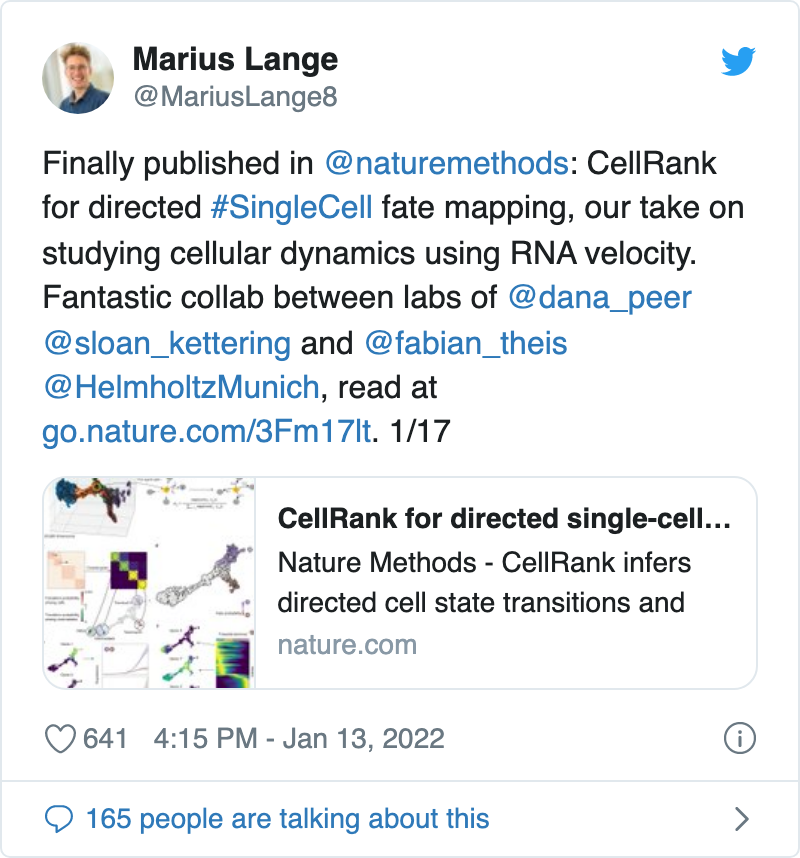 Marius Lange
@MariusLange8
Finally published in @naturemethods: CellRank
for directed #SingleCell fate mapping, our take on
studying cellular dynamics using RNA velocity.
Fantastic collab between labs of @dana_peer
@sloan_kettering and @fabian_theis
@HelmholtzMunich, read at
go.nature.com/3Fm17lt. 1/17
CellRank for directed single-cell...
Nature Methods - CellRank infers
directed cell state transitions and
nature.com
641 4:15 PM - Jan 13, 2022
165 people are talking about this